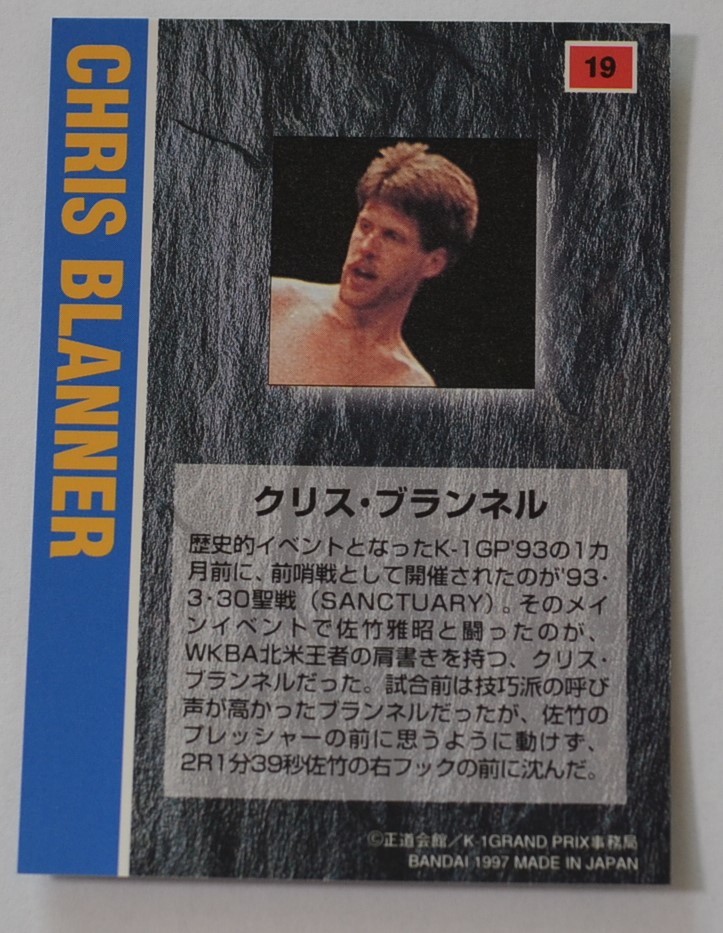 19
CHRIS BLANNER
クリス・ブランネル
歴史的イベントとなったK-1GP'93の1カ
月前に、前哨戦として開催されたのが'93・
3・30聖戦（SANCTUARY）。そのメイ
ンイベントで佐竹雅昭と闘ったのが、
WKBA北米王者の肩書きを持つ、クリス・
ブランネルだった。試合前は技巧派の呼び
声が高かったブランネルだったが、佐竹の
プレッシャーの前に思うように動けず、
2R1分39秒佐竹の右フックの前に沈んだ。
©正道会館／K-1GRAND PRIX事務局
BANDAI 1997 MADE IN JAPAN